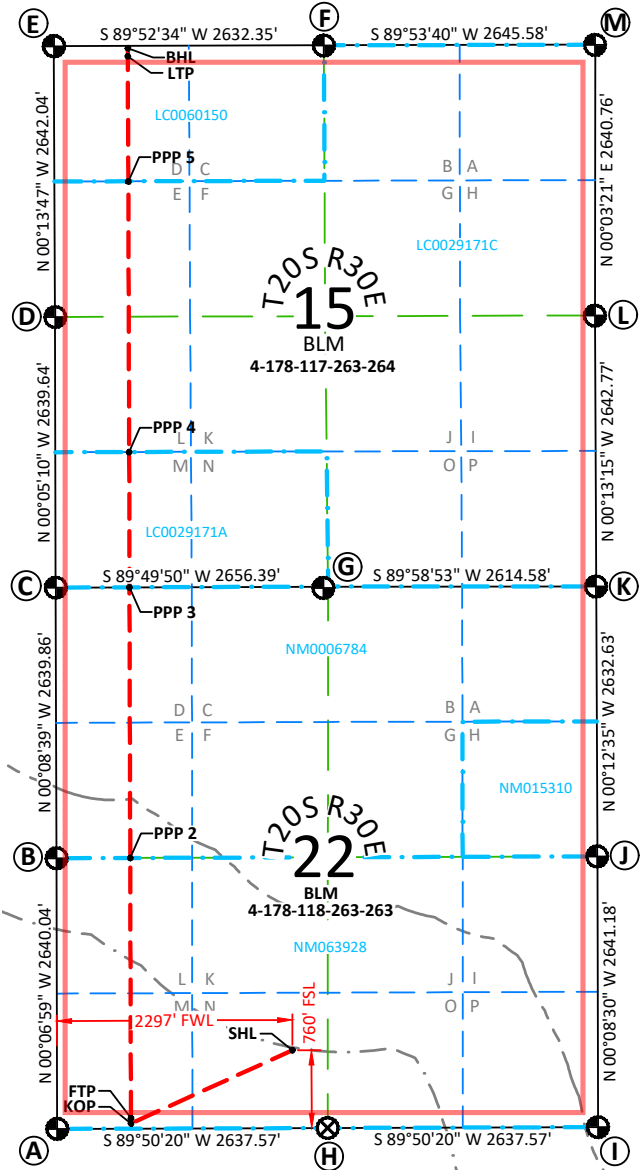 E
S 89°52'34" W 2632.35'
F
S 89°53'40" W 2645.58'
M
BHL
LTP
LC0060150
N 00°13'47" W 2642.04'
N 00°03'21" E 2640.76'
PPP 5
D C
E F
B A
G H
LC0029171C
T20S R30E
15
BLM
4-178-117-263-264
D
L
N 00°05'10" W 2639.64'
N 00°13'15" W 2642.77'
PPP 4
L K
M N
J I
O P
LC0029171A
C
S 89°49'50" W 2656.39'
G
S 89°58'53" W 2614.58'
K
PPP 3
NM0006784
N 00°08'39" W 2639.86'
N 00°12'35" W 2632.63'
D C
E F
B A
G H
NM015310
T20S R30E
22
BLM
4-178-118-263-263
PPP 2
B
J
NM063928
N 00°06'59" W 2640.04'
N 00°08'30" W 2641.18'
L K
M N
J I
O P
2297' FWL
760' FSL
SHL
FTP
KOP
A
S 89°50'20" W 2637.57'
H
S 89°50'20" W 2637.57'
I